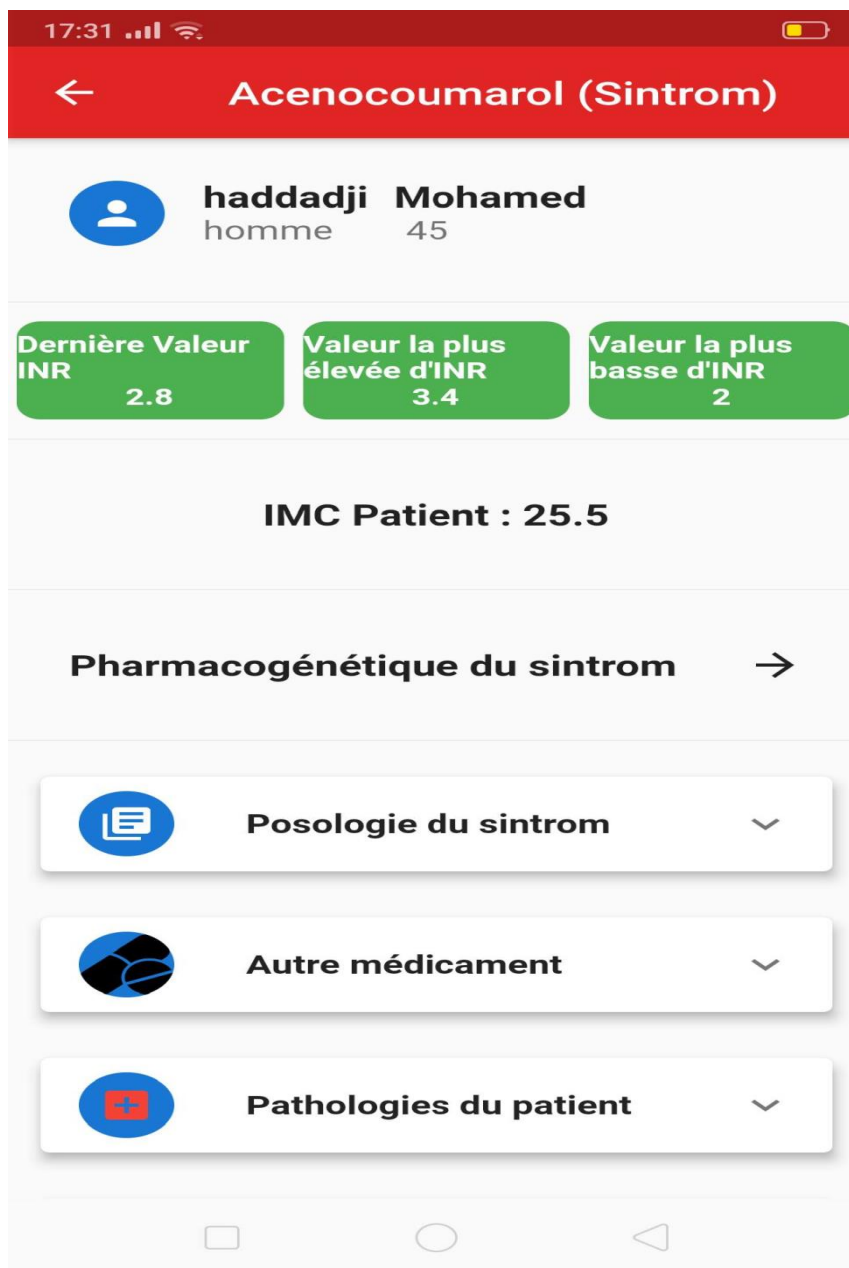 17:31
Acenocoumarol (Sintrom)
haddadji Mohamed
homme 45
Dernière Valeur INR
2.8
Valeur la plus élevée d'INR
3.4
Valeur la plus basse d'INR
2
IMC Patient : 25.5
Pharmacogénétique du sintrom
Posologie du sintrom
Autre médicament
Pathologies du patient